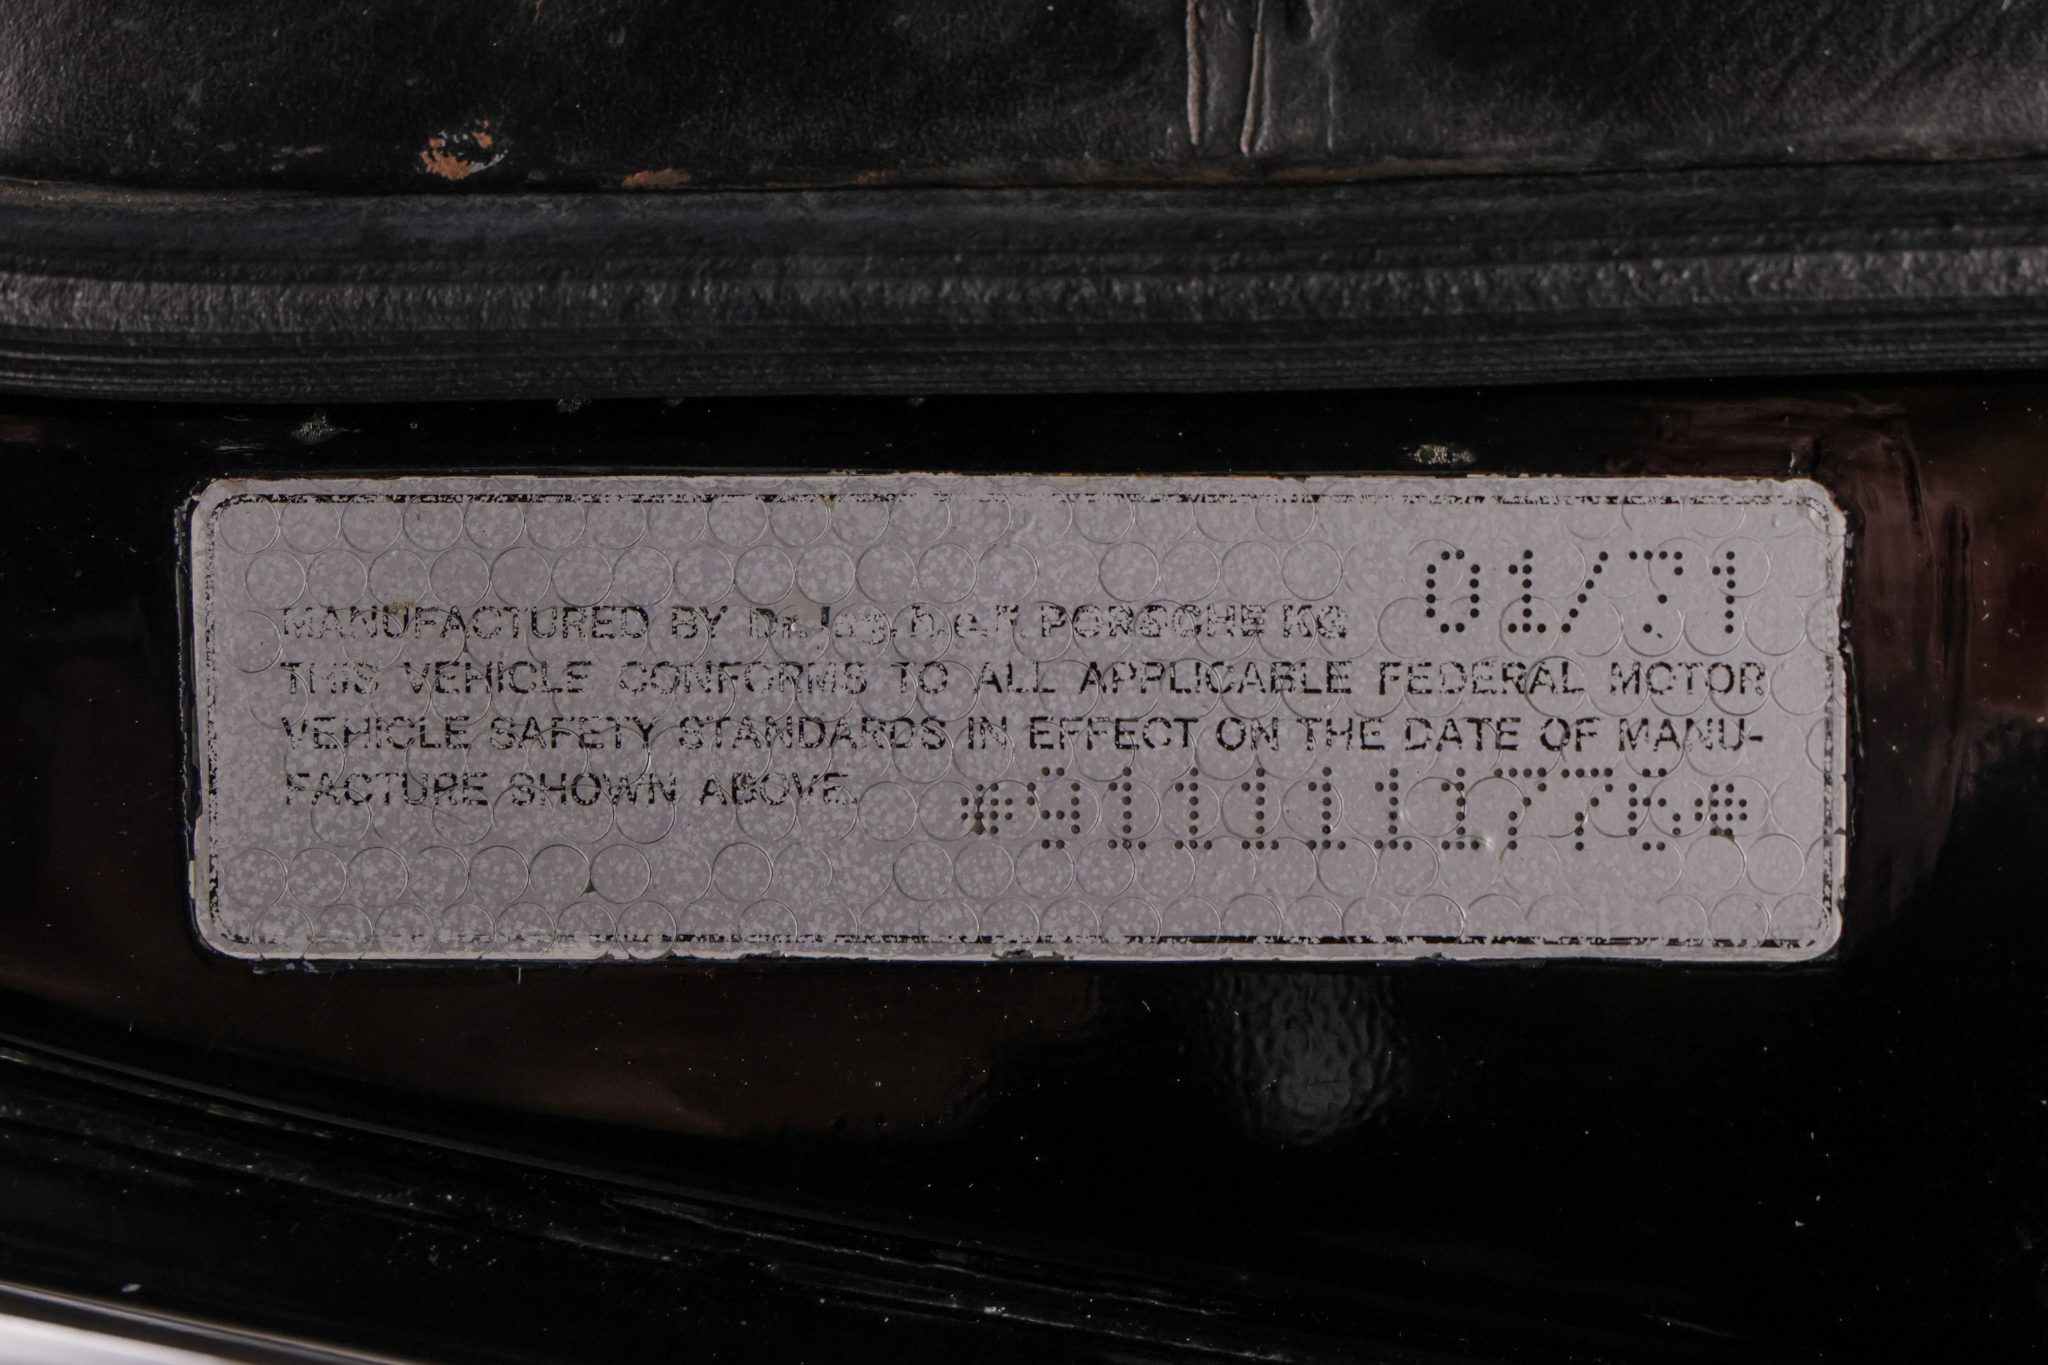 01/71
MANUFACTURED BY Dr.Ing.h.c.F. PORSCHE KG
THIS VEHICLE CONFORMS TO ALL APPLICABLE FEDERAL MOTOR
VEHICLE SAFETY STANDARDS IN EFFECT ON THE DATE OF MANU-
FACTURE SHOWN ABOVE.
*9111111775*